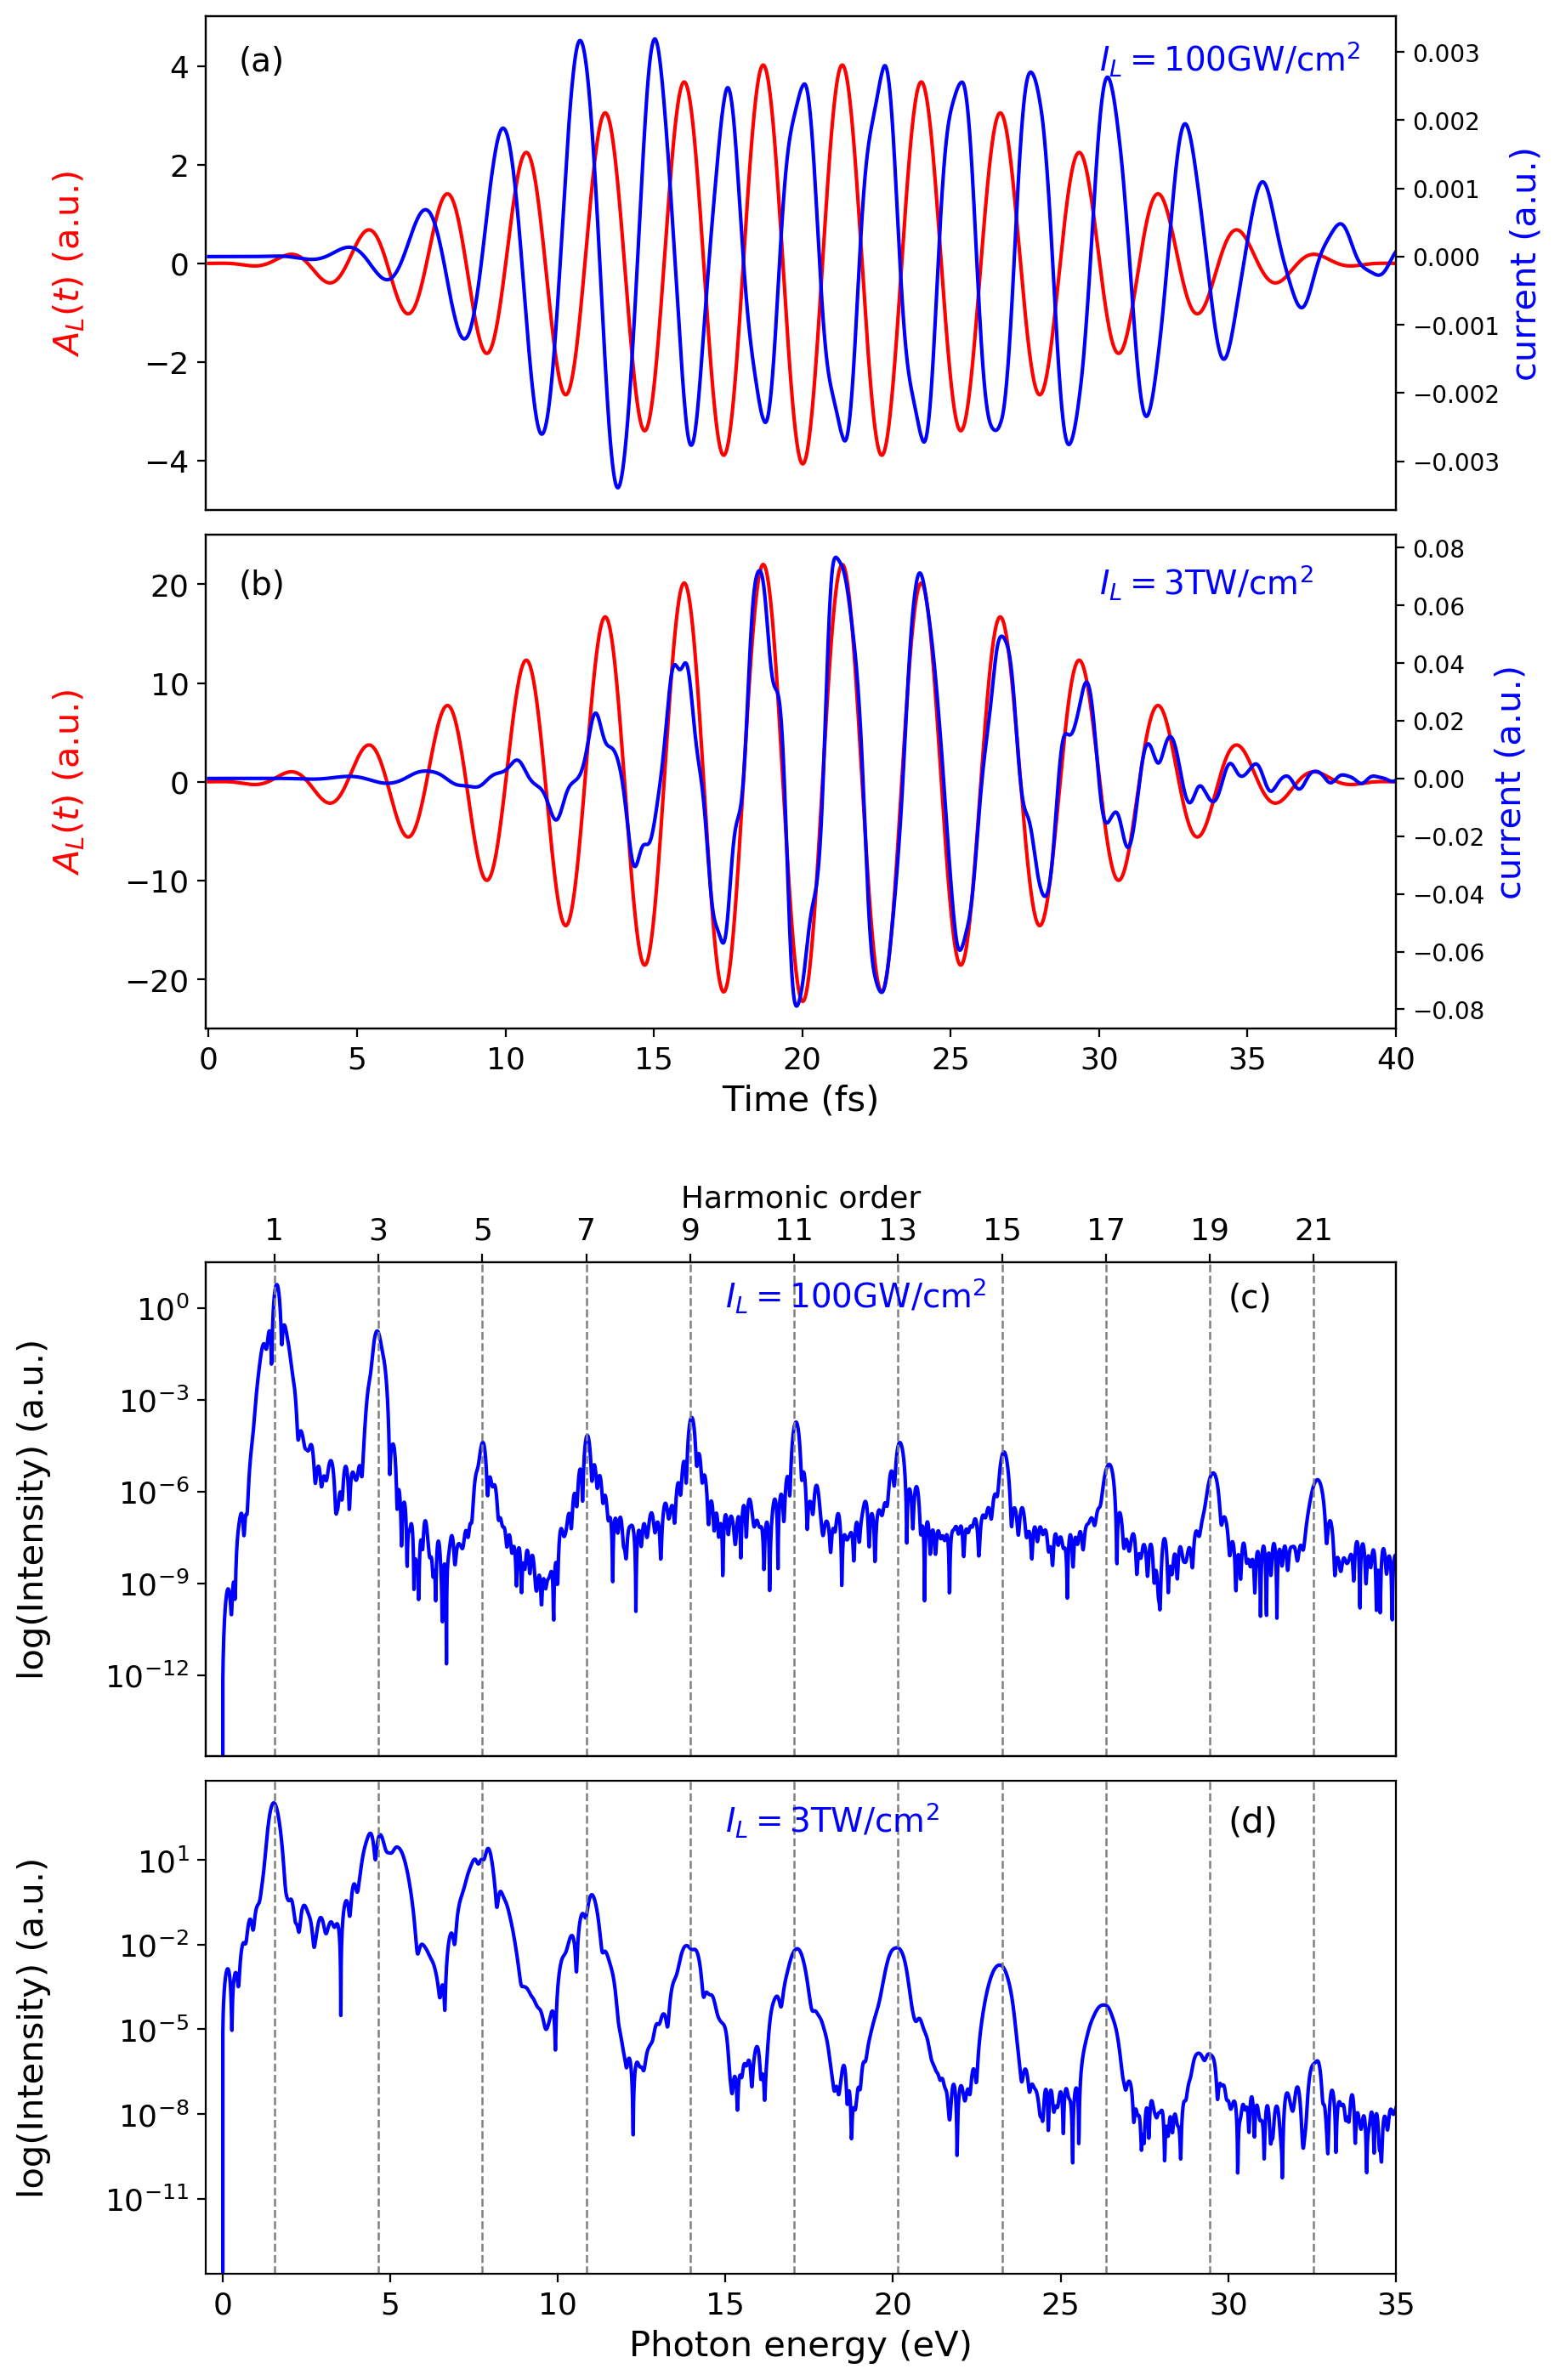 (a)
I_L = 100GW/cm²
A_L(t) (a.u.)
4
2
0
−2
−4
0.003
0.002
0.001
0.000
−0.001
−0.002
−0.003
current (a.u.)
(b)
I_L = 3TW/cm²
A_L(t) (a.u.)
20
10
0
−10
−20
0.08
0.06
0.04
0.02
0.00
−0.02
−0.04
−0.06
−0.08
current (a.u.)
0 5 10 15 20 25 30 35 40
Time (fs)
Harmonic order
1 3 5 7 9 11 13 15 17 19 21
I_L = 100GW/cm²
(c)
log(Intensity) (a.u.)
10⁰
10⁻³
10⁻⁶
10⁻⁹
10⁻¹²
I_L = 3TW/cm²
(d)
log(Intensity) (a.u.)
10¹
10⁻²
10⁻⁵
10⁻⁸
10⁻¹¹
0 5 10 15 20 25 30 35
Photon energy (eV)